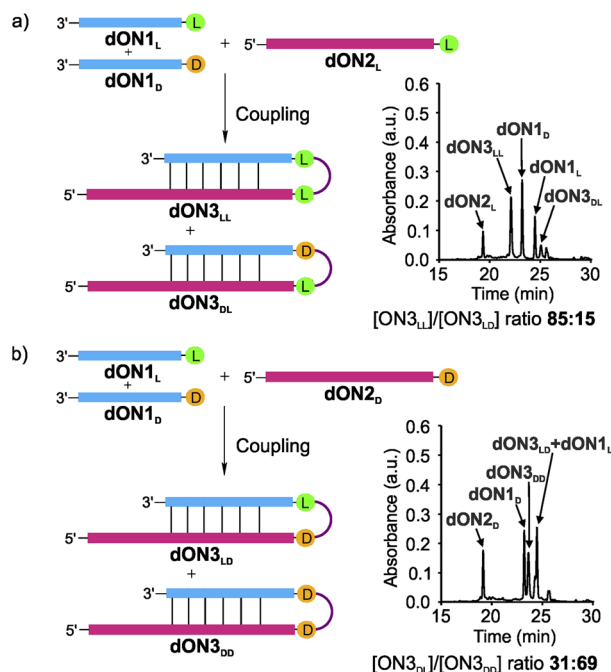 a)
3'- L
dON1L
+
3'- D
dON1D
+
5'- L
dON2L
Coupling
3'- L
5'- L
dON3LL
+
3'- D
5'- L
dON3DL
Absorbance (a.u.)
0.6
0.5
0.4
0.3
0.2
0.1
0.0
dON2L
dON3LL
dON1D
dON1L
dON3DL
15 20 25 30
Time (min)
[ON3LL]/[ON3LD] ratio 85:15
b)
3'- L
dON1L
+
3'- D
dON1D
+
5'- D
dON2D
Coupling
3'- L
5'- D
dON3LD
+
3'- D
5'- D
dON3DD
Absorbance (a.u.)
0.6
0.5
0.4
0.3
0.2
0.1
0.0
dON3LD+dON1L
dON3DD
dON1D
dON2D
15 20 25 30
Time (min)
[ON3DL]/[ON3DD] ratio 31:69